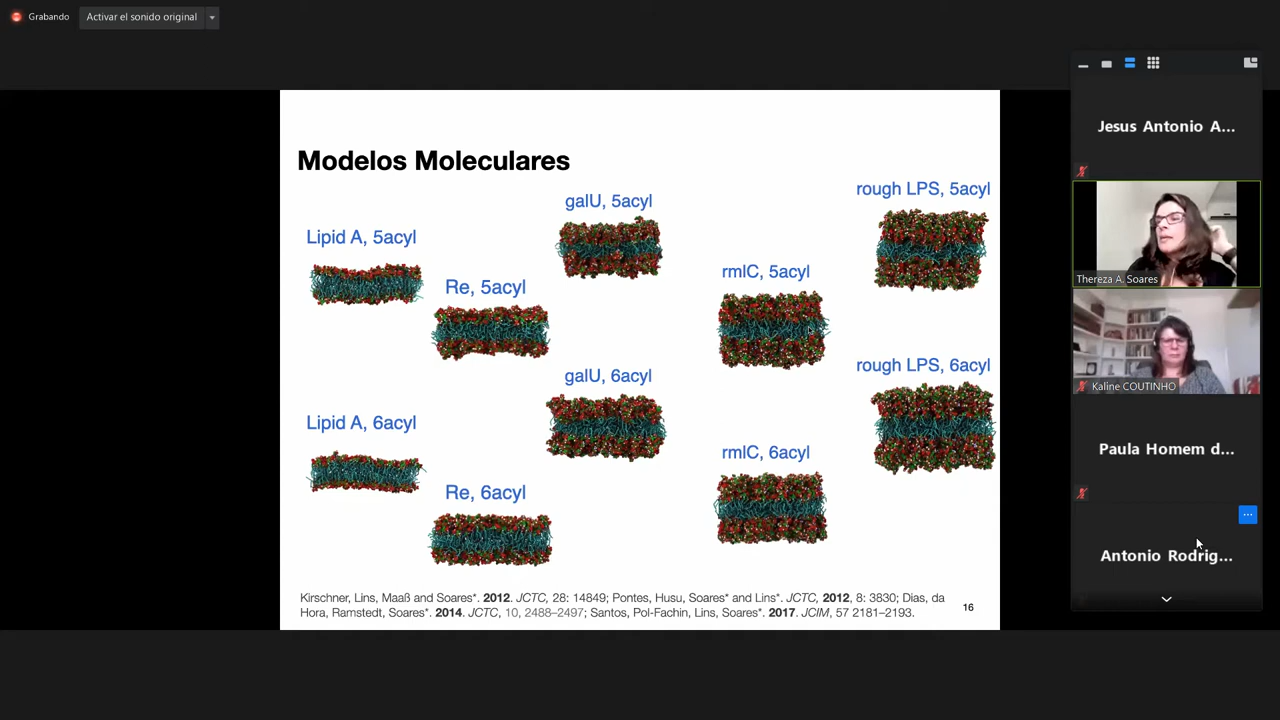 Grabando
Activar el sonido original
Modelos Moleculares
Lipid A, 5acyl
Re, 5acyl
galU, 5acyl
rmlC, 5acyl
rough LPS, 5acyl
Lipid A, 6acyl
Re, 6acyl
galU, 6acyl
rmlC, 6acyl
rough LPS, 6acyl
Kirschner, Lins, Maaß and Soares*. 2012. JCTC, 28: 14849; Pontes, Husu, Soares* and Lins*. JCTC, 2012, 8: 3830; Dias, da
Hora, Ramstedt, Soares*. 2014. JCTC, 10, 2488–2497; Santos, Pol-Fachin, Lins, Soares*. 2017. JCIM, 57 2181–2193.
16
Jesus Antonio A...
Thereza A. Soares
Kaline COUTINHO
Paula Homem d...
Antonio Rodrig...